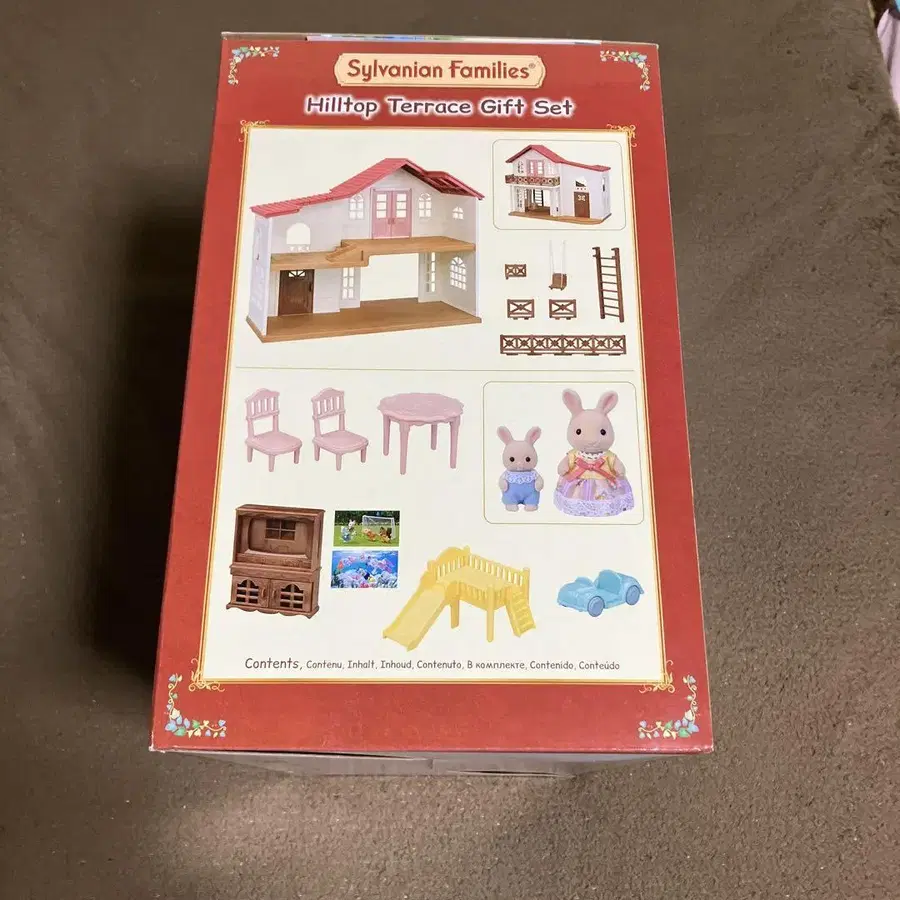 Sylvanian Families®
Hilltop Terrace Gift Set
Contents, Contenu, Inhalt, Inhoud, Contenuto, В комплекте, Contenido, Conteúdo